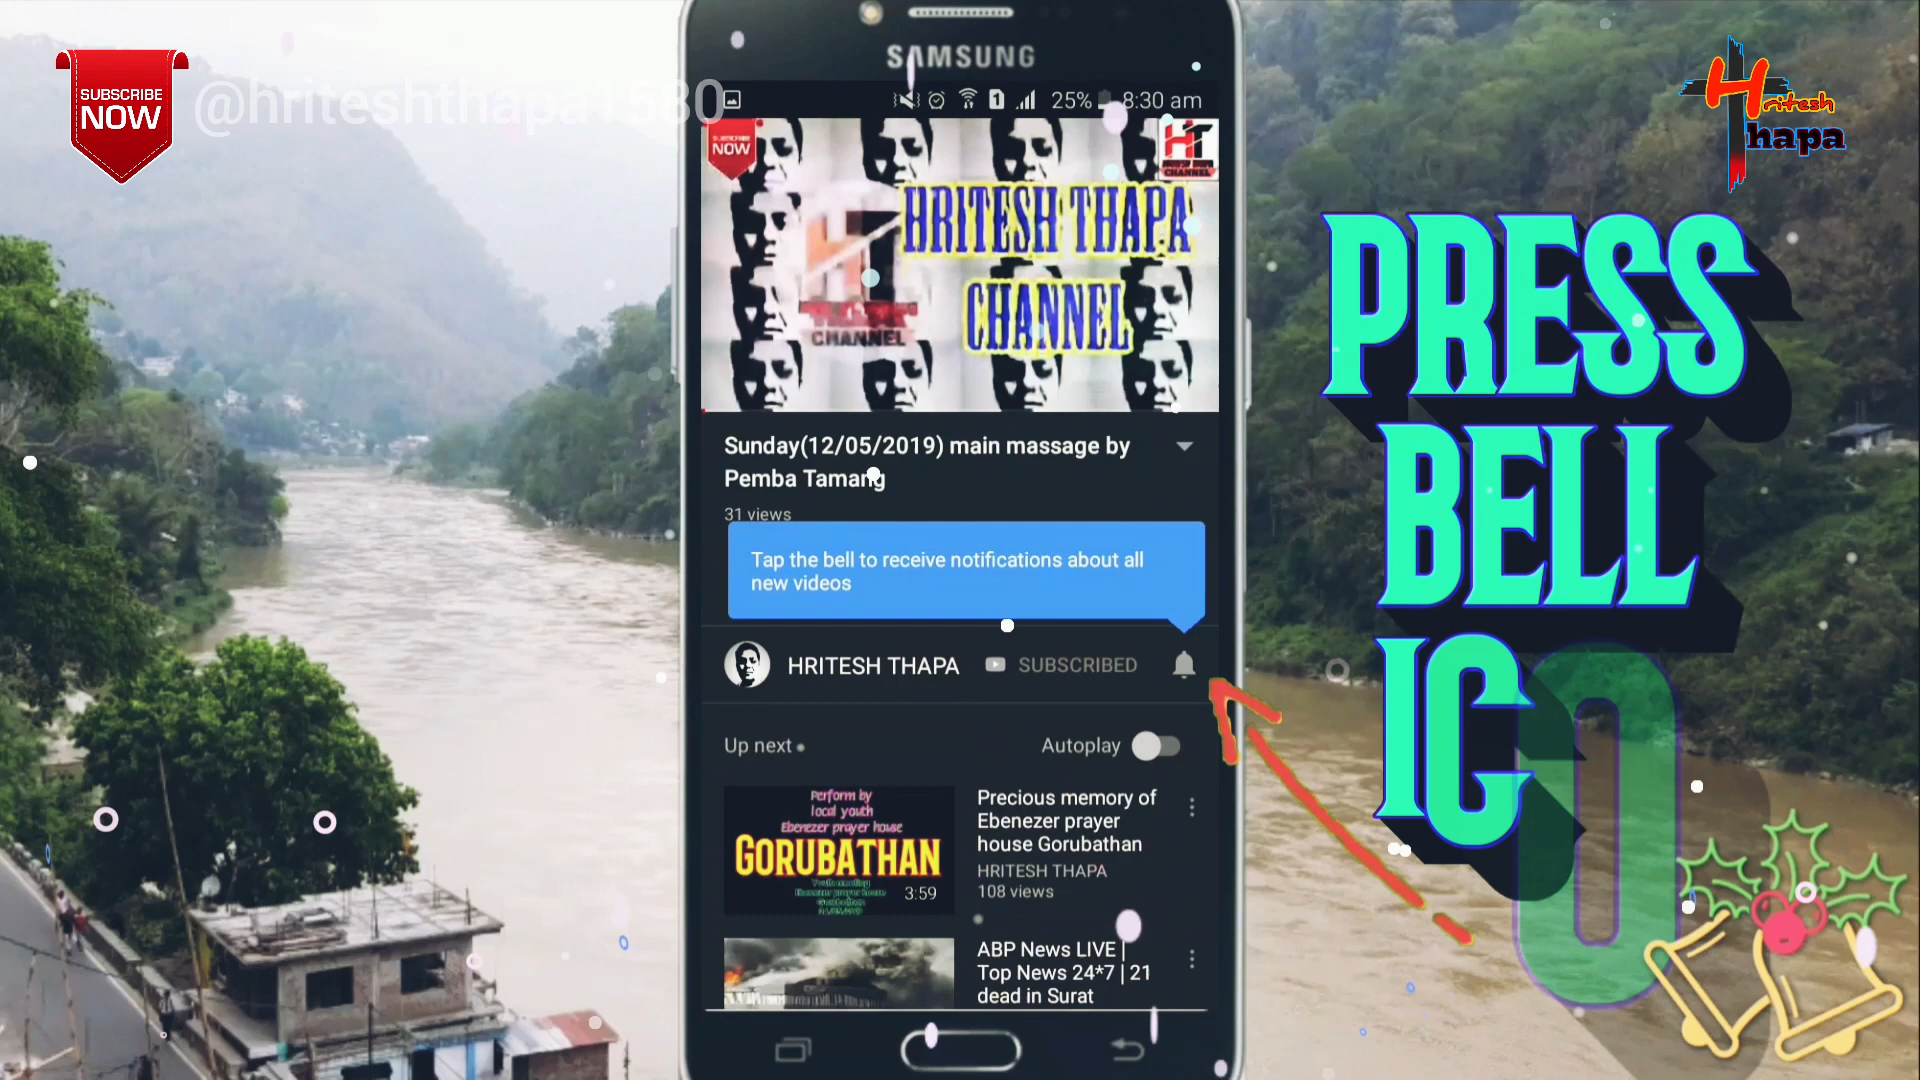 SUBSCRIBE
NOW
@hriteshthapa1580
SAMSUNG
1
25%
8:30 am
SUBSCRIBE
NOW
HT
CHANNEL
HRITESH THAPA
CHANNEL
CHANNEL
Sunday(12/05/2019) main massage by
Pemba Tamang
31 views
Tap the bell to receive notifications about all
new videos
HRITESH THAPA
SUBSCRIBED
Up next
Autoplay
Perform by
local youth
Ebenezer prayer house
GORUBATHAN
3:59
Precious memory of
Ebenezer prayer
house Gorubathan
HRITESH THAPA
108 views
ABP News LIVE |
Top News 24*7 | 21
dead in Surat
Hritesh
Thapa
PRESS
BELL
ICO